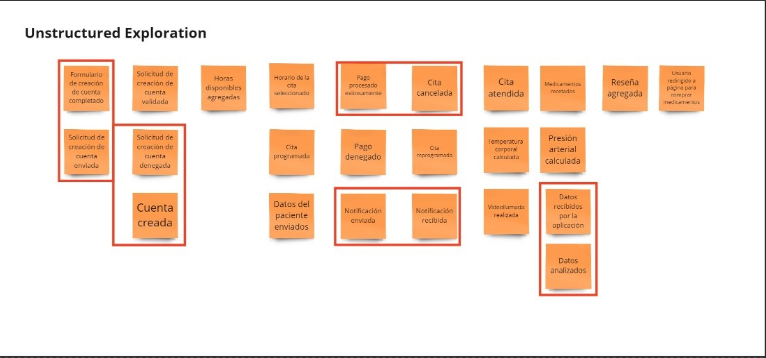 Unstructured Exploration
Formulario
de creación
de cuenta
completado
Solicitud de
creación de
cuenta
validada
Horas
disponibles
agregadas
Horario de la
cita
seleccionado
Pago
procesado
exitosamente
Cita
cancelada
Cita
atendida
Medicamentos
recetados
Reseña
agregada
Usuario
redirigido a
página para
comprar
medicamentos
Solicitud de
creación de
cuenta
enviada
Solicitud de
creación de
cuenta
denegada
Cita
programada
Pago
denegado
Cita
reprogramada
Temperatura
corporal
calculada
Presión
arterial
calculada
Cuenta
creada
Datos del
paciente
enviados
Notificación
enviada
Notificación
recibida
Videollamada
realizada
Datos
recibidos
por la
aplicación
Datos
analizados